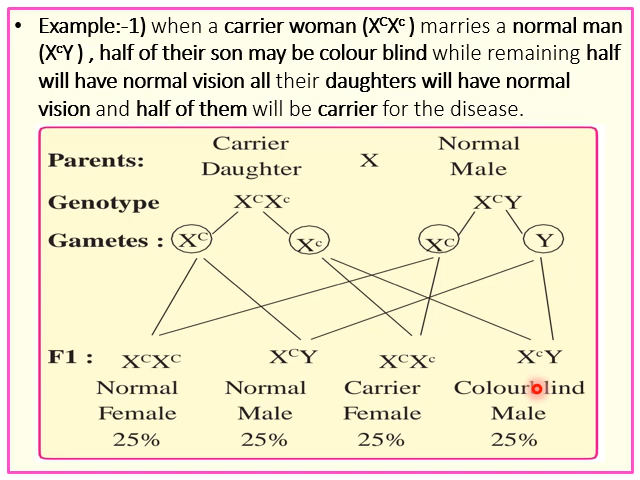 • Example:-1) when a carrier woman (XᶜXᶜ ) marries a normal man
(XᶜY ) , half of their son may be colour blind while remaining half
will have normal vision all their daughters will have normal
vision and half of them will be carrier for the disease.
Parents: Carrier Daughter X Normal Male
Genotype XᶜXᶜ XᶜY
Gametes : Xᶜ Xᶜ Xᶜ Y
F1 : XᶜXᶜ XᶜY XᶜXᶜ XᶜY
Normal Normal Carrier Colourblind
Female Male Female Male
25% 25% 25% 25%